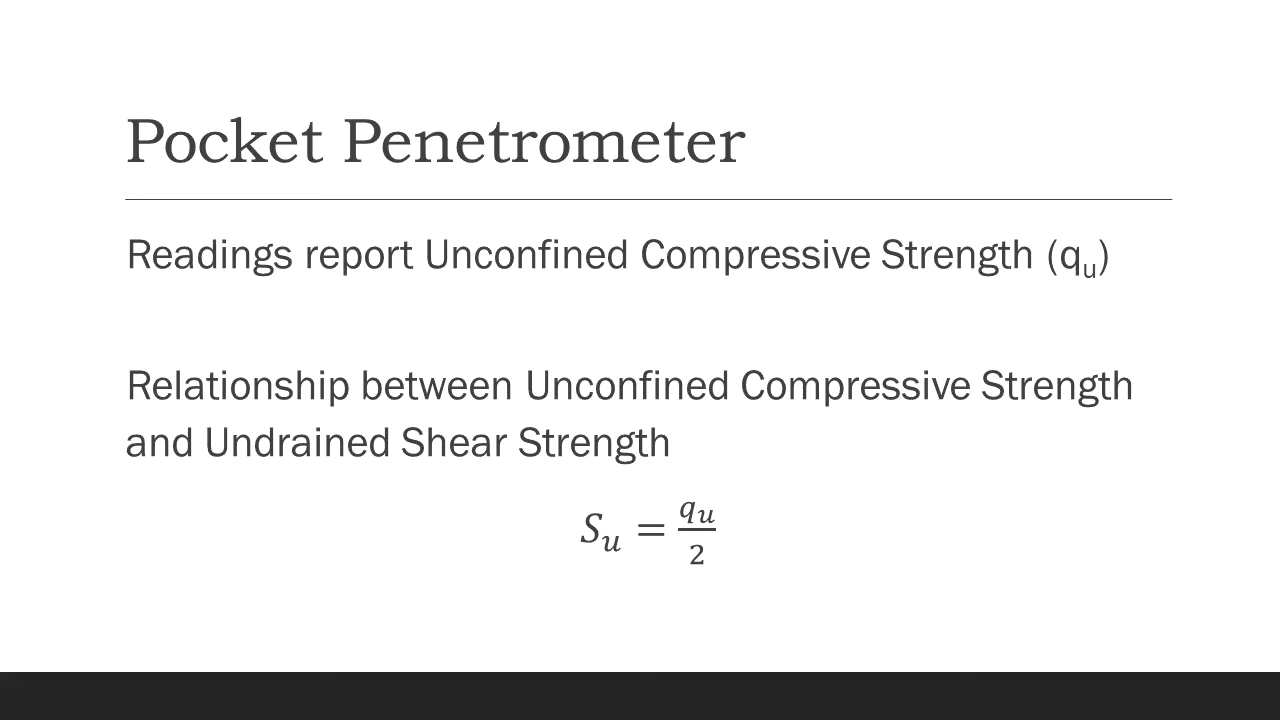 Pocket Penetrometer
Readings report Unconfined Compressive Strength (qᵤ)
Relationship between Unconfined Compressive Strength
and Undrained Shear Strength
Sᵤ = qᵤ/2